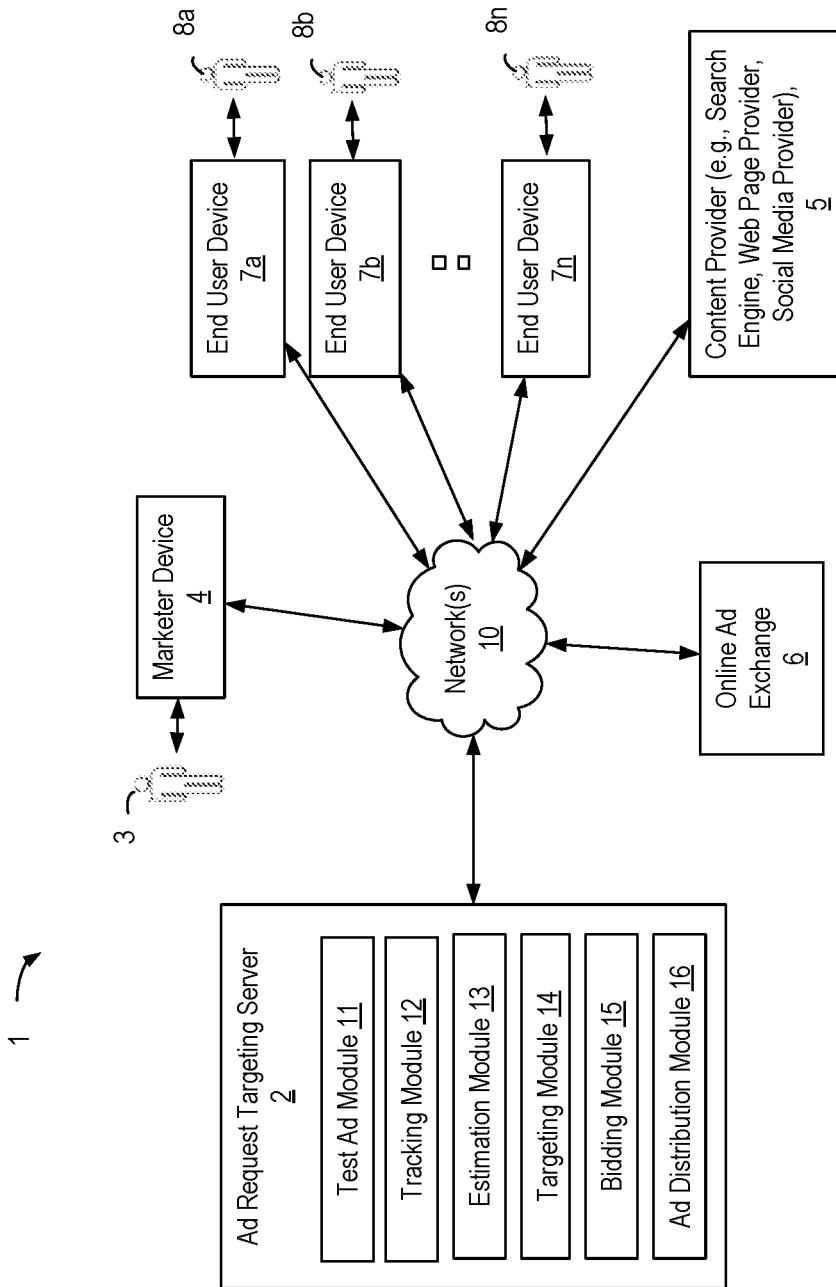 1
Ad Request Targeting Server
2
Test Ad Module 11
Tracking Module 12
Estimation Module 13
Targeting Module 14
Bidding Module 15
Ad Distribution Module 16
3
Marketer Device
4
Network(s)
10
Online Ad
Exchange
6
End User Device
7a
8a
End User Device
7b
8b
End User Device
7n
8n
Content Provider (e.g., Search
Engine, Web Page Provider,
Social Media Provider),
5